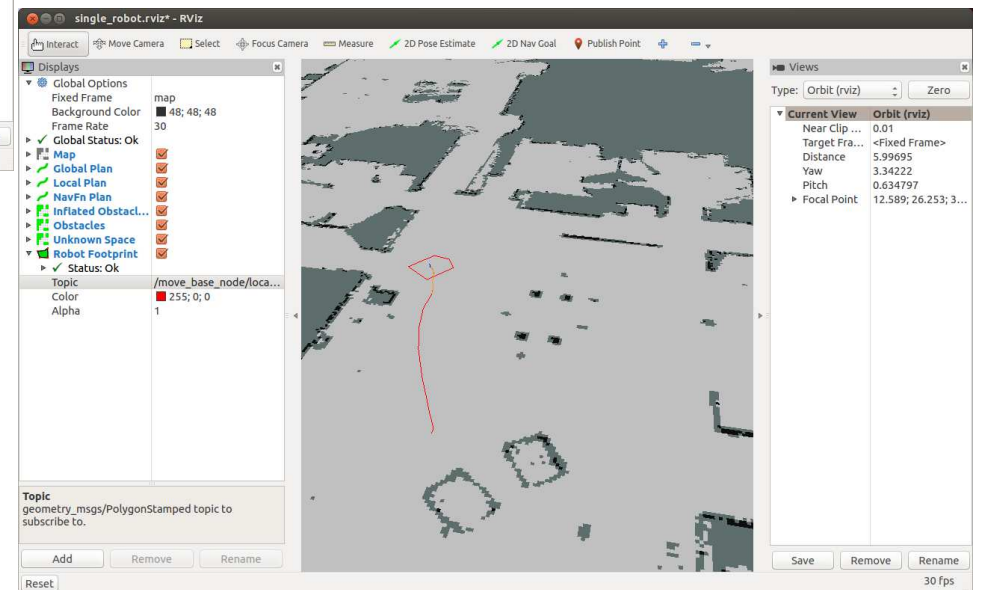 single_robot.rviz* - RViz
Interact Move Camera Select Focus Camera Measure 2D Pose Estimate 2D Nav Goal Publish Point
Displays
Global Options
Fixed Frame map
Background Color 48; 48; 48
Frame Rate 30
Global Status: Ok
Map
Global Plan
Local Plan
NavFn Plan
Inflated Obstacl...
Obstacles
Unknown Space
Robot Footprint
Status: Ok
Topic /move_base_node/loca...
Color 255; 0; 0
Alpha 1
Topic
geometry_msgs/PolygonStamped topic to
subscribe to.
Add Remove Rename
Reset
Views
Type: Orbit (rviz) Zero
Current View Orbit (rviz)
Near Clip ... 0.01
Target Fra... <Fixed Frame>
Distance 5.99695
Yaw 3.34222
Pitch 0.634797
Focal Point 12.589; 26.253; 3...
Save Remove Rename
30 fps